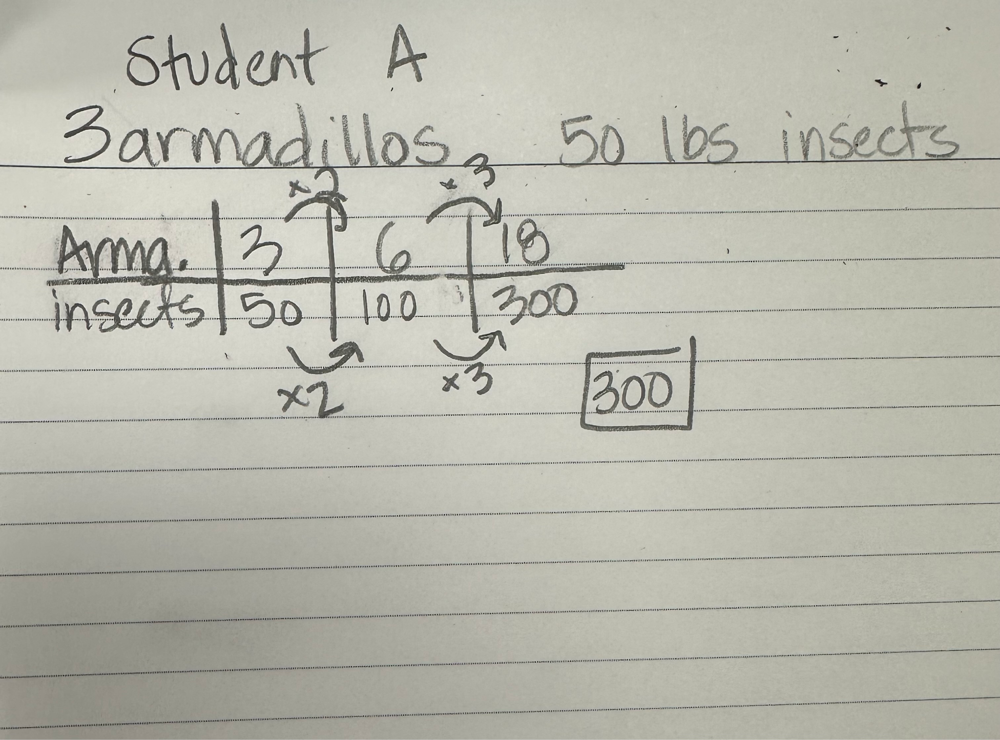 Student A
3 armadillos 50 lbs insects
×2 ×3
Arma. 3 6 18
insects 50 100 300
×2 ×3
300